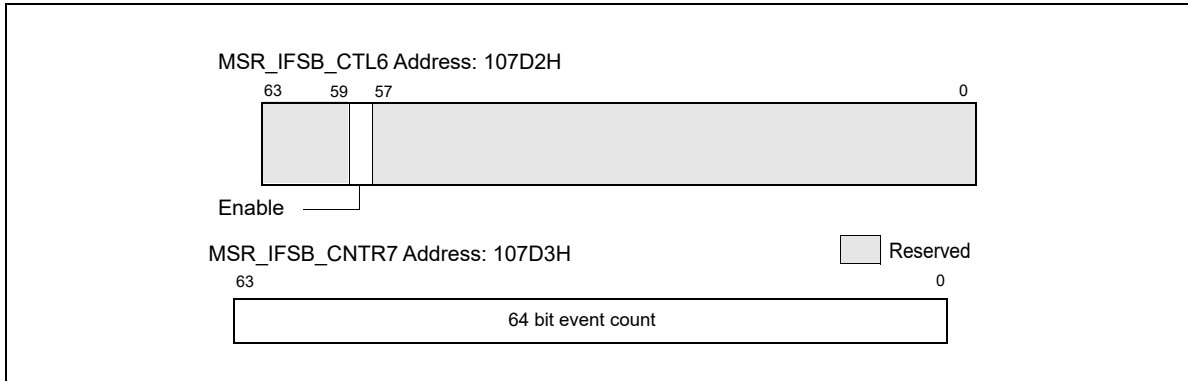 MSR_IFSB_CTL6 Address: 107D2H
63 59 57 0
Enable
MSR_IFSB_CNTR7 Address: 107D3H
Reserved
63 0
64 bit event count